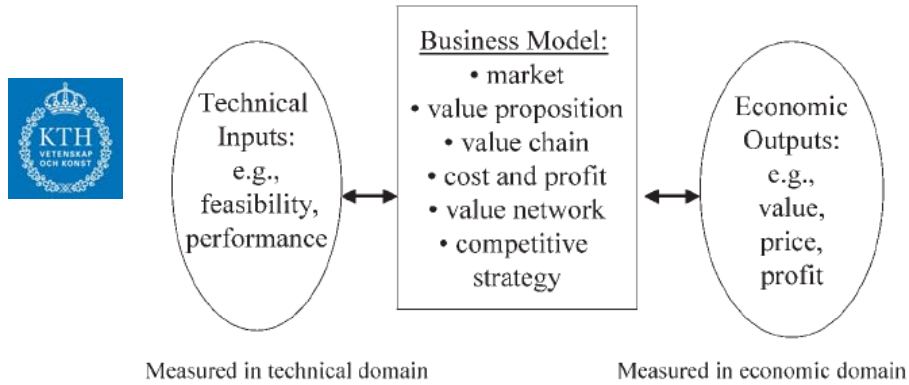 KTH
VETENSKAP
OCH KONST
Technical
Inputs:
e.g.,
feasibility,
performance
Business Model:
• market
• value proposition
• value chain
• cost and profit
• value network
• competitive
strategy
Economic
Outputs:
e.g.,
value,
price,
profit
Measured in technical domain
Measured in economic domain